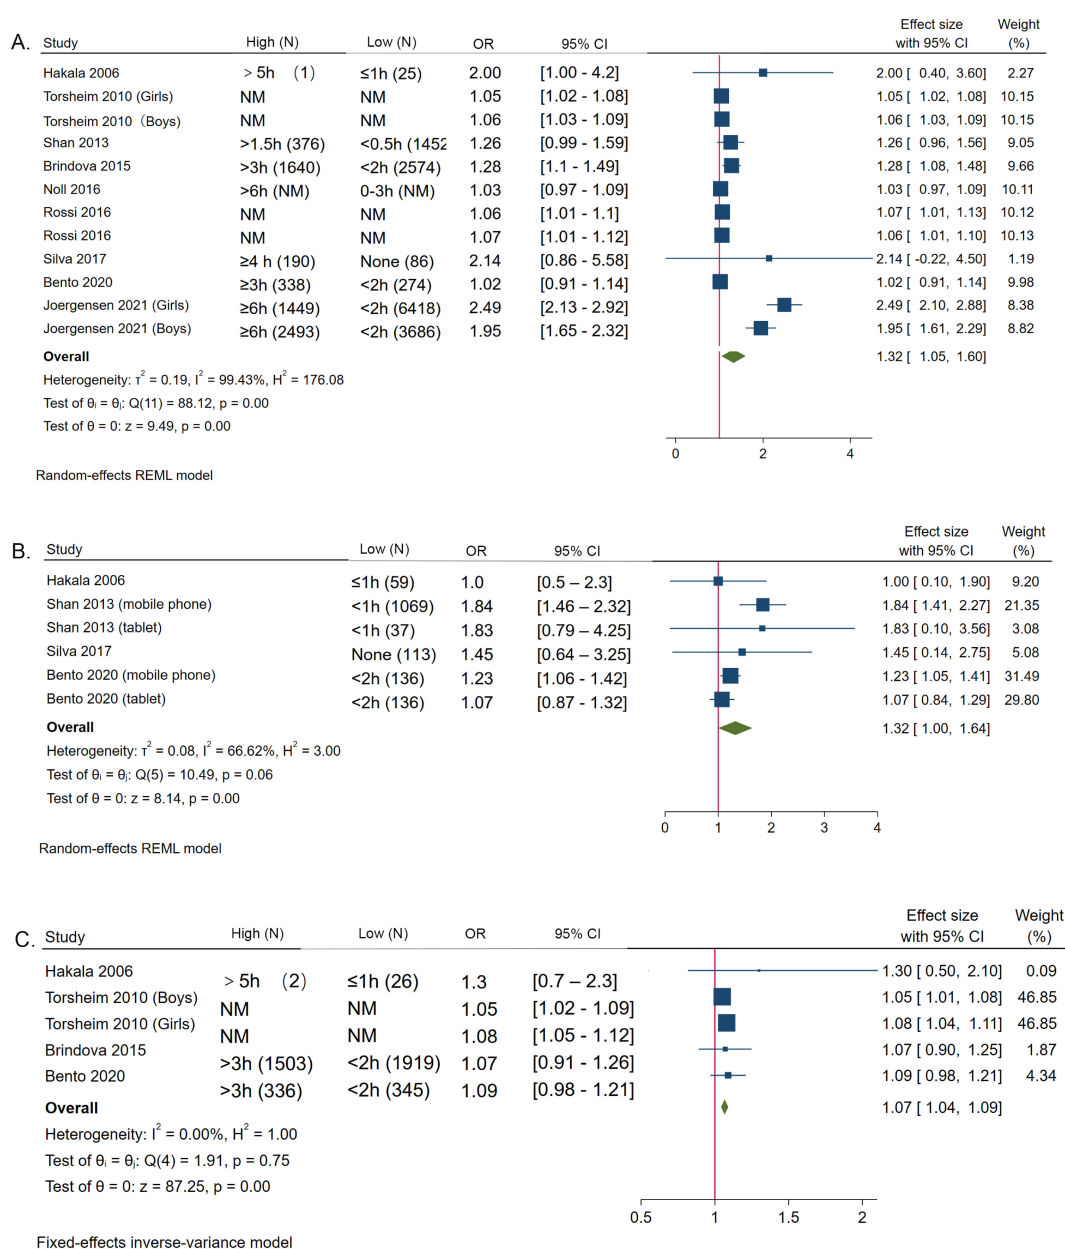 A. Study High (N) Low (N) OR 95% CI Effect size with 95% CI Weight (%)
Hakala 2006 >5h (1) ≤1h (25) 2.00 [1.00 - 4.2] 2.00 [ 0.40, 3.60] 2.27
Torsheim 2010 (Girls) NM NM 1.05 [1.02 - 1.08] 1.05 [ 1.02, 1.08] 10.15
Torsheim 2010 (Boys) NM NM 1.06 [1.03 - 1.09] 1.06 [ 1.03, 1.09] 10.15
Shan 2013 >1.5h (376) <0.5h (1452 1.26 [0.99 - 1.59] 1.26 [ 0.96, 1.56] 9.05
Brindova 2015 >3h (1640) <2h (2574) 1.28 [1.1 - 1.49] 1.28 [ 1.08, 1.48] 9.66
Noll 2016 >6h (NM) 0-3h (NM) 1.03 [0.97 - 1.09] 1.03 [ 0.97, 1.09] 10.11
Rossi 2016 NM NM 1.06 [1.01 - 1.1] 1.07 [ 1.01, 1.13] 10.12
Rossi 2016 NM NM 1.07 [1.01 - 1.12] 1.06 [ 1.01, 1.10] 10.13
Silva 2017 ≥4 h (190) None (86) 2.14 [0.86 - 5.58] 2.14 [ -0.22, 4.50] 1.19
Bento 2020 ≥3h (338) <2h (274) 1.02 [0.91 - 1.14] 1.02 [ 0.91, 1.14] 9.98
Joergensen 2021 (Girls) ≥6h (1449) <2h (6418) 2.49 [2.13 - 2.92] 2.49 [ 2.10, 2.88] 8.38
Joergensen 2021 (Boys) ≥6h (2493) <2h (3686) 1.95 [1.65 - 2.32] 1.95 [ 1.61, 2.29] 8.82
Overall 1.32 [ 1.05, 1.60]
Heterogeneity: τ² = 0.19, I² = 99.43%, H² = 176.08
Test of θᵢ = θⱼ: Q(11) = 88.12, p = 0.00
Test of θ = 0: z = 9.49, p = 0.00
0 2 4
Random-effects REML model
B. Study Low (N) OR 95% CI Effect size with 95% CI Weight (%)
Hakala 2006 ≤1h (59) 1.0 [0.5 – 2.3] 1.00 [0.10, 1.90] 9.20
Shan 2013 (mobile phone) <1h (1069) 1.84 [1.46 – 2.32] 1.84 [1.41, 2.27] 21.35
Shan 2013 (tablet) <1h (37) 1.83 [0.79 – 4.25] 1.83 [0.10, 3.56] 3.08
Silva 2017 None (113) 1.45 [0.64 – 3.25] 1.45 [0.14, 2.75] 5.08
Bento 2020 (mobile phone) <2h (136) 1.23 [1.06 - 1.42] 1.23 [1.05, 1.41] 31.49
Bento 2020 (tablet) <2h (136) 1.07 [0.87 - 1.32] 1.07 [0.84, 1.29] 29.80
Overall 1.32 [1.00, 1.64]
Heterogeneity: τ² = 0.08, I² = 66.62%, H² = 3.00
Test of θᵢ = θⱼ: Q(5) = 10.49, p = 0.06
Test of θ = 0: z = 8.14, p = 0.00
0 1 2 3 4
Random-effects REML model
C. Study High (N) Low (N) OR 95% CI Effect size with 95% CI Weight (%)
Hakala 2006 >5h (2) ≤1h (26) 1.3 [0.7 – 2.3] 1.30 [0.50, 2.10] 0.09
Torsheim 2010 (Boys) NM NM 1.05 [1.02 - 1.09] 1.05 [1.01, 1.08] 46.85
Torsheim 2010 (Girls) NM NM 1.08 [1.05 - 1.12] 1.08 [1.04, 1.11] 46.85
Brindova 2015 >3h (1503) <2h (1919) 1.07 [0.91 - 1.26] 1.07 [0.90, 1.25] 1.87
Bento 2020 >3h (336) <2h (345) 1.09 [0.98 - 1.21] 1.09 [0.98, 1.21] 4.34
Overall 1.07 [1.04, 1.09]
Heterogeneity: I² = 0.00%, H² = 1.00
Test of θᵢ = θⱼ: Q(4) = 1.91, p = 0.75
Test of θ = 0: z = 87.25, p = 0.00
0.5 1 1.5 2
Fixed-effects inverse-variance model